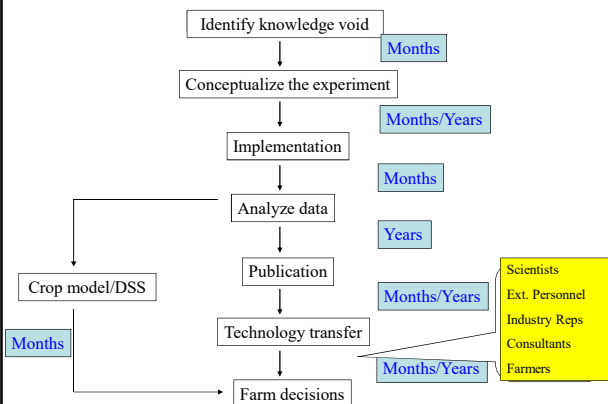 Identify knowledge void
Months
Conceptualize the experiment
Months/Years
Implementation
Months
Analyze data
Years
Publication
Crop model/DSS
Months/Years
Scientists
Ext. Personnel
Industry Reps
Consultants
Farmers
Technology transfer
Months
Months/Years
Farm decisions